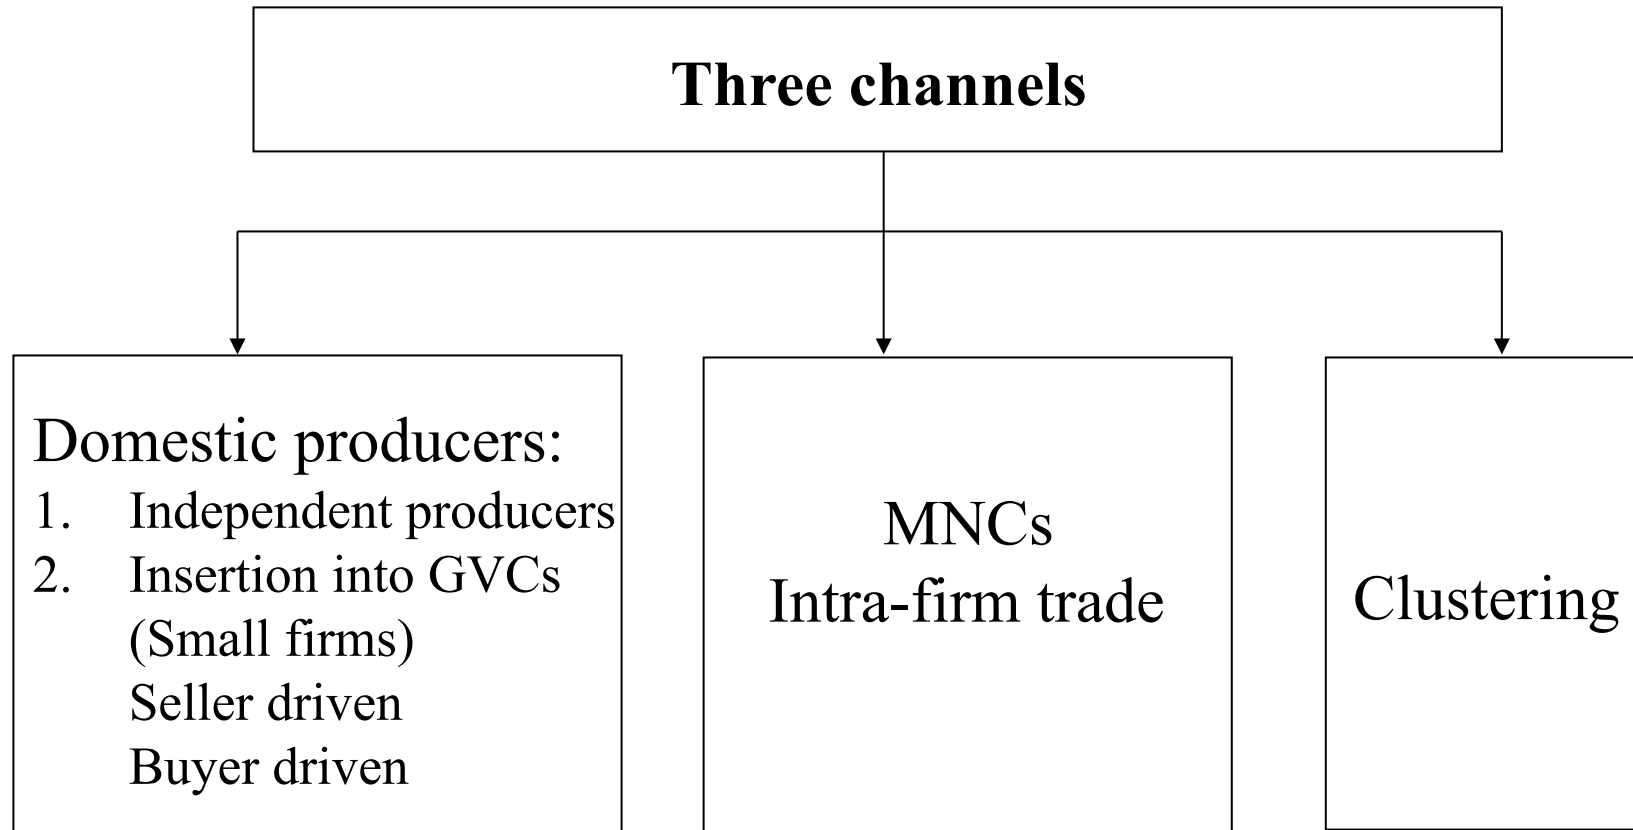 Three channels
Domestic producers:
1. Independent producers
2. Insertion into GVCs
(Small firms)
Seller driven
Buyer driven
MNCs
Intra-firm trade
Clustering